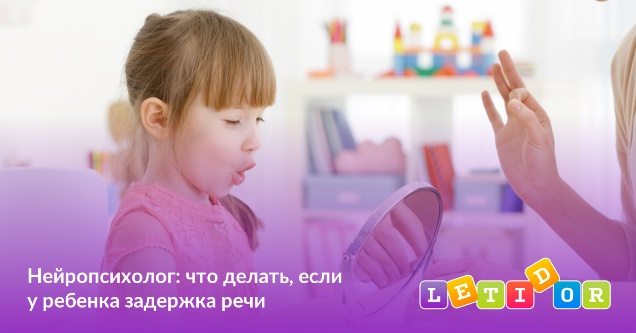 Нейропсихолог: что делать, если
у ребенка задержка речи
LETIDOR